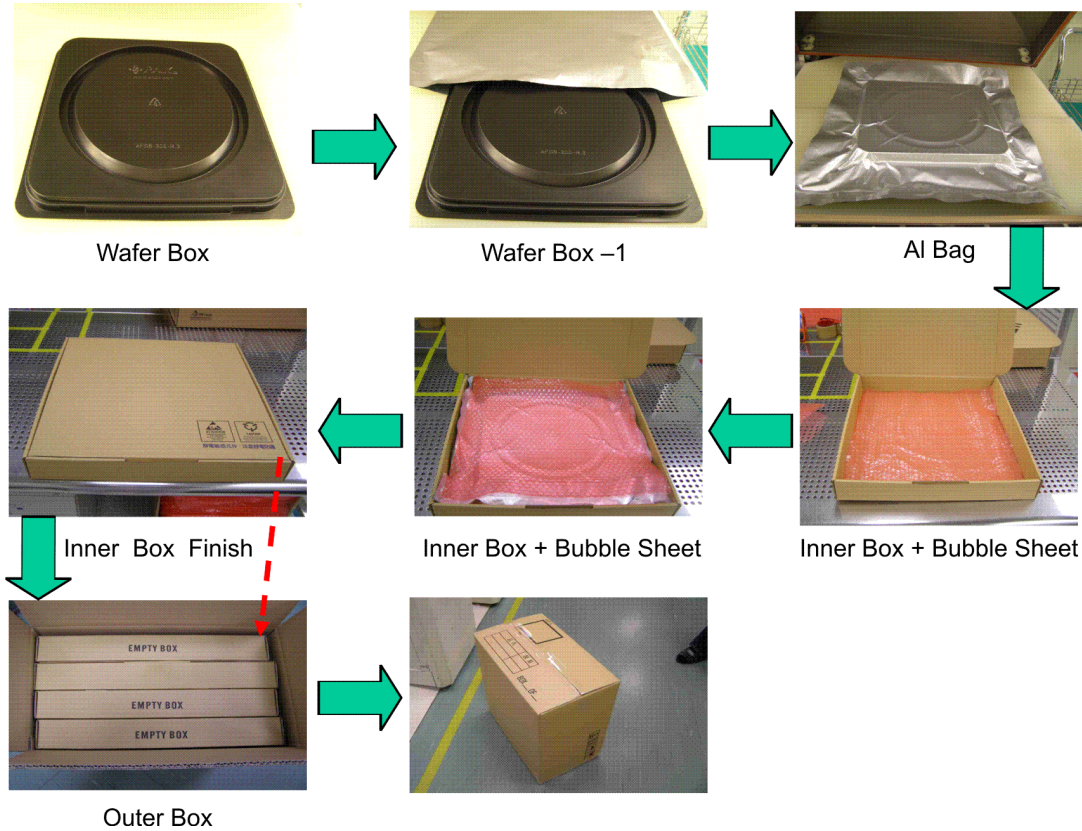 Wafer Box
Wafer Box –1
Al Bag
Inner Box Finish
Inner Box + Bubble Sheet
Inner Box + Bubble Sheet
EMPTY BOX
EMPTY BOX
EMPTY BOX
Outer Box